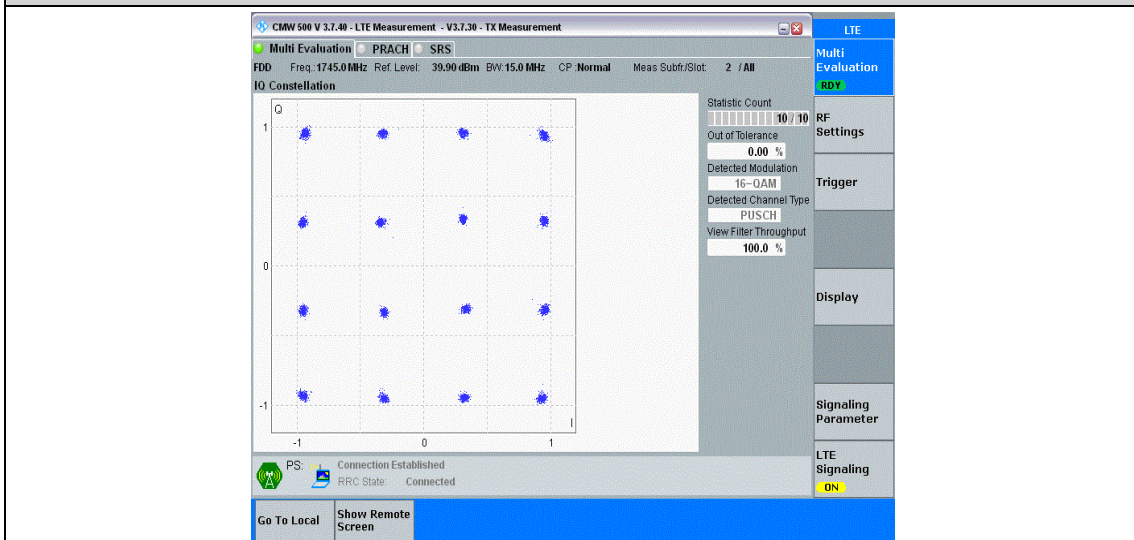 CMW 500 V 3.7.40 - LTE Measurement - V3.7.30 - TX Measurement
LTE
Multi Evaluation PRACH SRS
FDD Freq.:1745.0 MHz Ref. Level: 39.90 dBm BW:15.0 MHz CP :Normal Meas Subfr./Slot: 2 / All
IQ Constellation
Q
1
0
-1
-1 0 1
I
Statistic Count
10 / 10
Out of Tolerance
0.00 %
Detected Modulation
16-QAM
Detected Channel Type
PUSCH
View Filter Throughput
100.0 %
Multi
Evaluation
RDY
RF
Settings
Trigger
Display
Signaling
Parameter
LTE
Signaling
ON
PS: Connection Established
RRC State: Connected
Go To Local
Show Remote
Screen